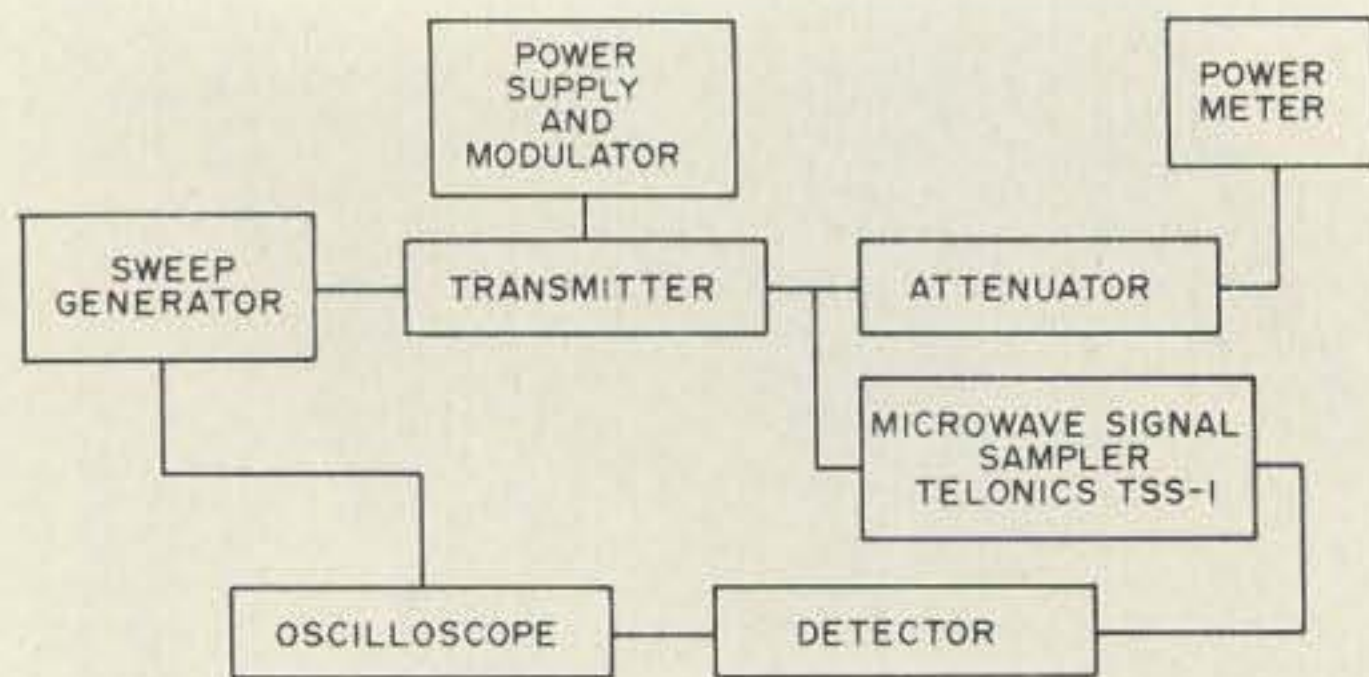 POWER
SUPPLY
AND
MODULATOR
POWER
METER
SWEEP
GENERATOR
TRANSMITTER
ATTENUATOR
MICROWAVE SIGNAL
SAMPLER
TELONICS TSS-1
OSCILLOSCOPE
DETECTOR